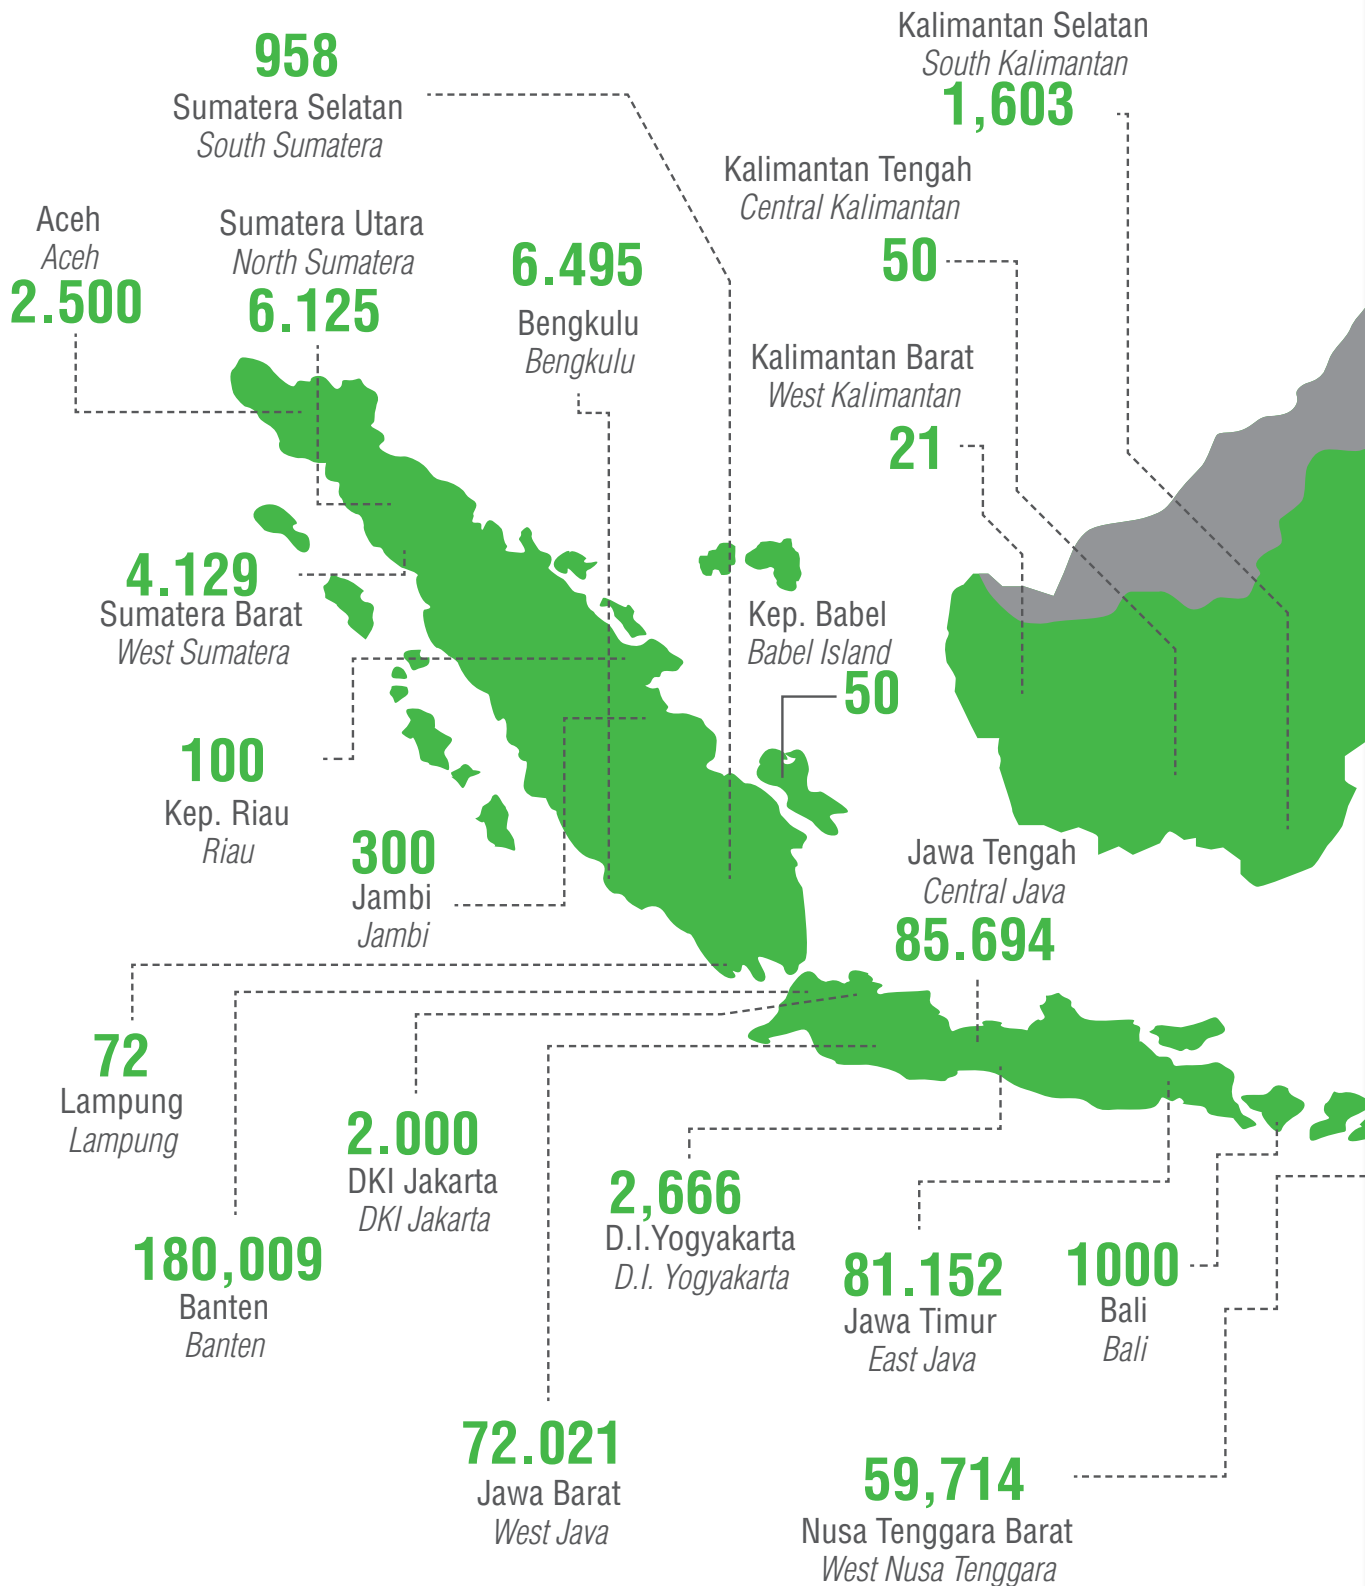 958
Sumatera Selatan
South Sumatera
Kalimantan Selatan
South Kalimantan
1,603
Kalimantan Tengah
Central Kalimantan
50
Aceh
Aceh
2.500
Sumatera Utara
North Sumatera
6.125
6.495
Bengkulu
Bengkulu
Kalimantan Barat
West Kalimantan
21
4.129
Sumatera Barat
West Sumatera
Kep. Babel
Babel Island
50
100
Kep. Riau
Riau
300
Jambi
Jambi
Jawa Tengah
Central Java
85.694
72
Lampung
Lampung
2.000
DKI Jakarta
DKI Jakarta
2,666
D.I.Yogyakarta
D.I. Yogyakarta
180,009
Banten
Banten
81.152
Jawa Timur
East Java
1000
Bali
Bali
72.021
Jawa Barat
West Java
59,714
Nusa Tenggara Barat
West Nusa Tenggara